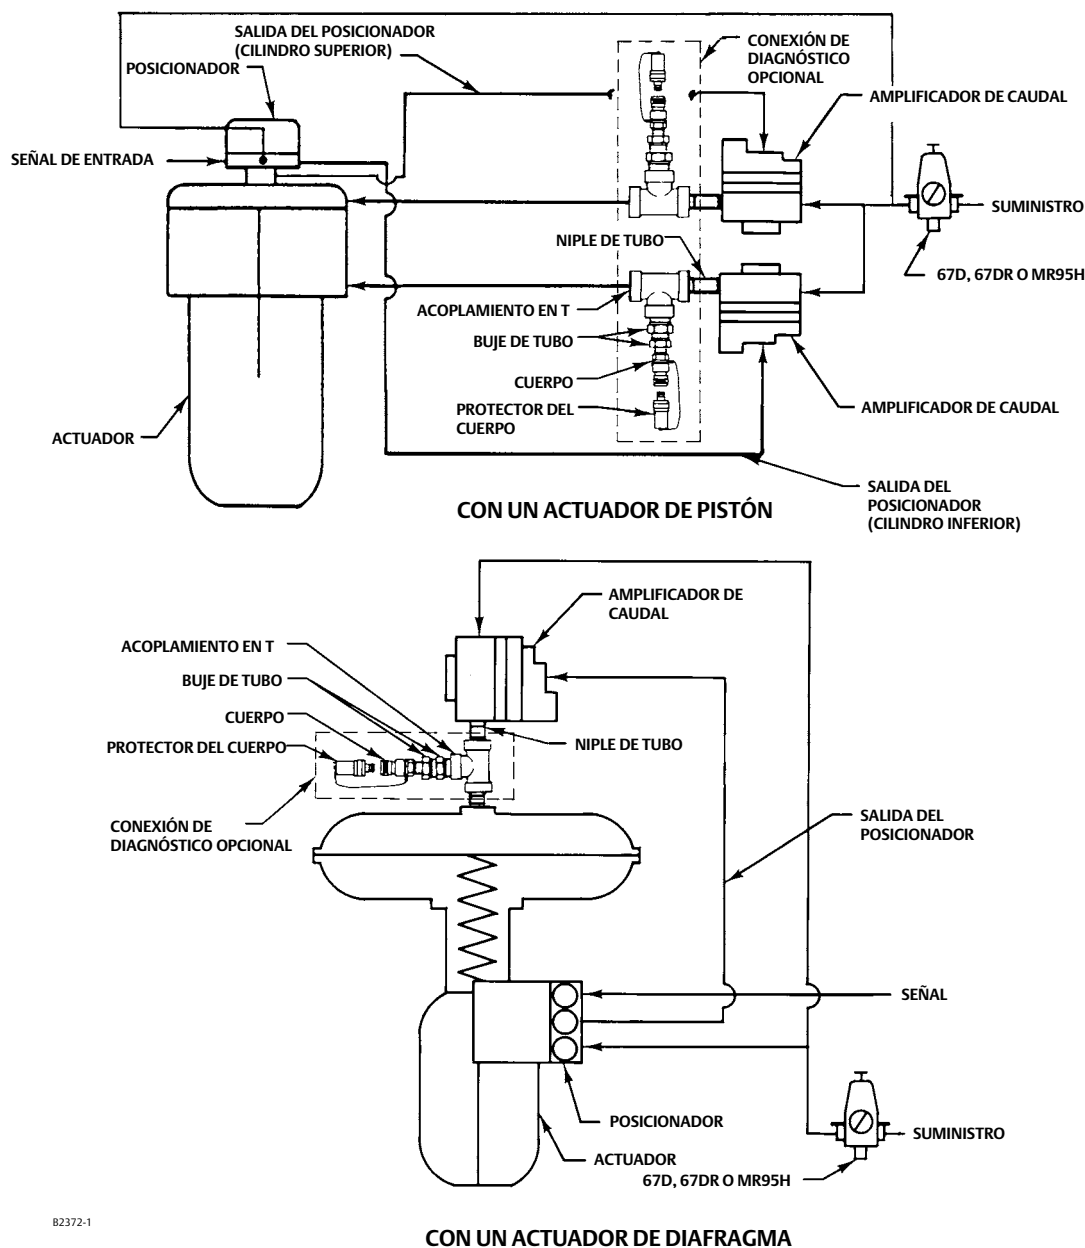 SALIDA DEL POSICIONADOR
(CILINDRO SUPERIOR)
POSICIONADOR
SEÑAL DE ENTRADA
CONEXIÓN DE
DIAGNÓSTICO
OPCIONAL
AMPLIFICADOR DE CAUDAL
SUMINISTRO
NIPLE DE TUBO
67D, 67DR O MR95H
ACOPLAMIENTO EN T
BUJE DE TUBO
CUERPO
PROTECTOR DEL
CUERPO
AMPLIFICADOR DE CAUDAL
ACTUADOR
SALIDA DEL
POSICIONADOR
(CILINDRO INFERIOR)
CON UN ACTUADOR DE PISTÓN
AMPLIFICADOR DE
CAUDAL
ACOPLAMIENTO EN T
BUJE DE TUBO
CUERPO
PROTECTOR DEL CUERPO
NIPLE DE TUBO
CONEXIÓN DE
DIAGNÓSTICO OPCIONAL
SALIDA DEL
POSICIONADOR
SEÑAL
POSICIONADOR
SUMINISTRO
ACTUADOR
67D, 67DR O MR95H
B2372-1
CON UN ACTUADOR DE DIAFRAGMA